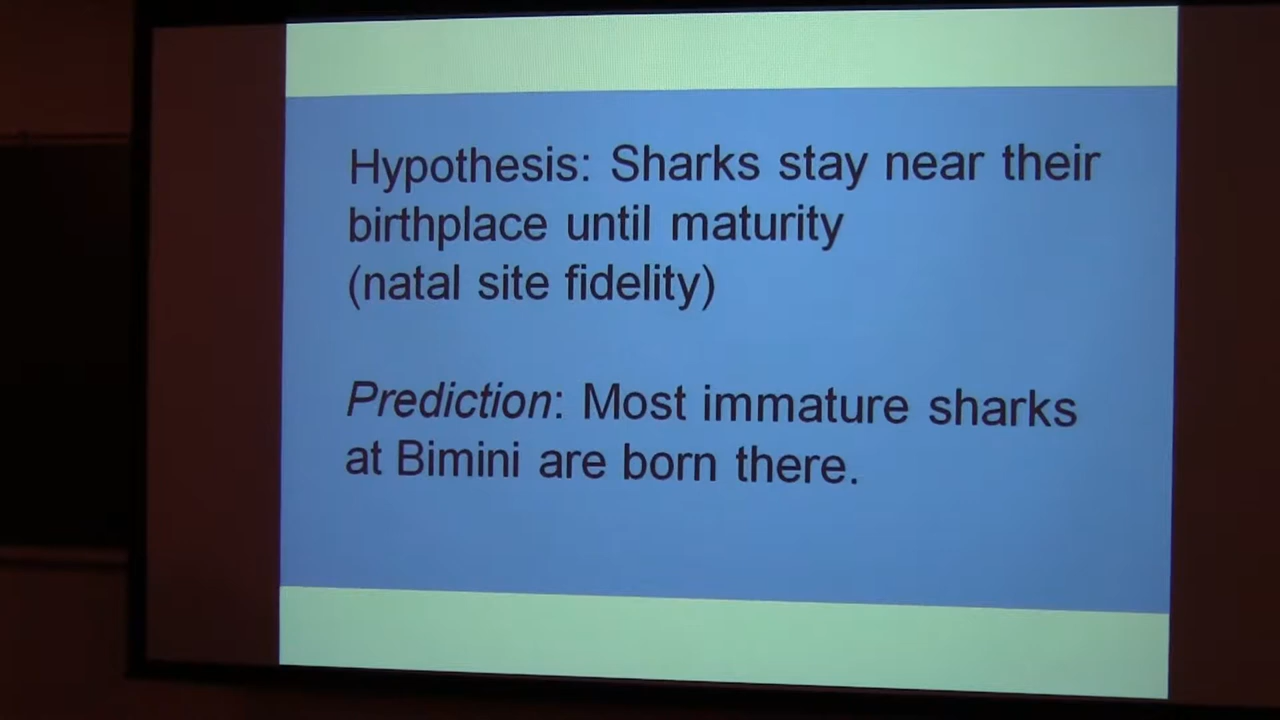 Hypothesis: Sharks stay near their
birthplace until maturity
(natal site fidelity)
Prediction: Most immature sharks
at Bimini are born there.